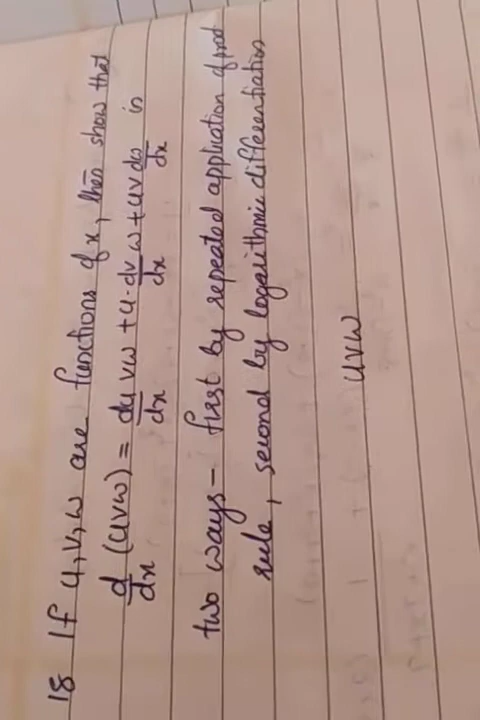 18 If u,v,w are functions of x, then show that
d/dx (uvw) = du/dx vw + u. dv/dx w + uv dw/dx in
two ways- first by repeated application of prod
rule, second by logarithmic differentiation
uvw